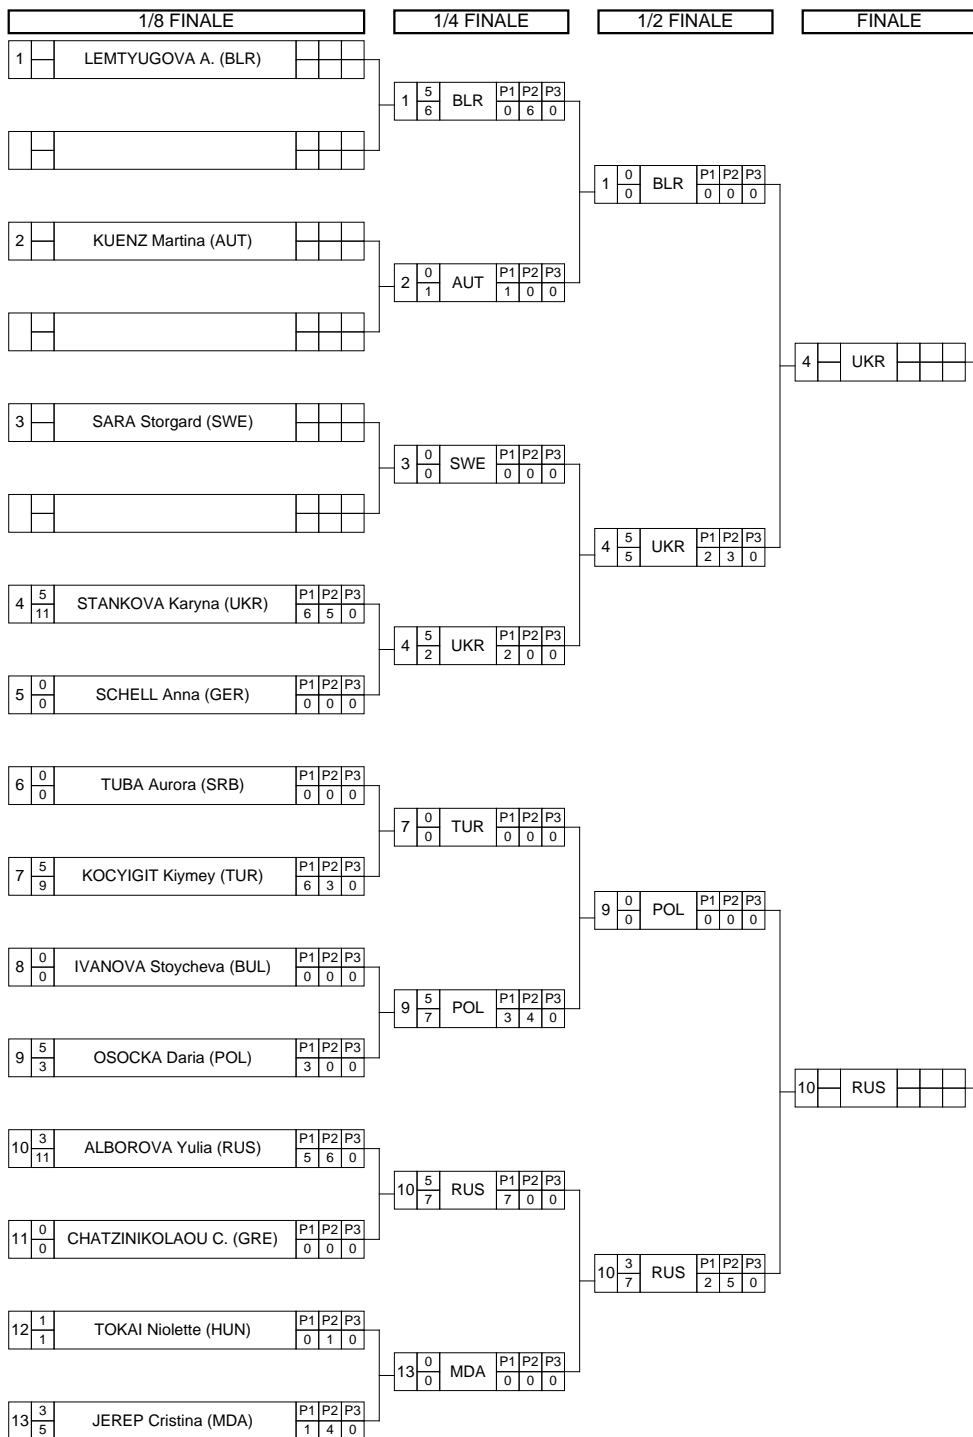 1/8 FINALE 1/4 FINALE 1/2 FINALE FINALE
1 LEMTYUGOVA A. (BLR)
1 5 6 BLR P1 P2 P3 0 6 0
1 0 0 BLR P1 P2 P3 0 0 0
2 KUENZ Martina (AUT)
2 0 1 AUT P1 P2 P3 1 0 0
4 UKR
3 SARA Storgard (SWE)
3 0 0 SWE P1 P2 P3 0 0 0
4 5 5 UKR P1 P2 P3 2 3 0
4 5 11 STANKOVA Karyna (UKR) P1 P2 P3 6 5 0
4 5 2 UKR P1 P2 P3 2 0 0
5 0 0 SCHELL Anna (GER) P1 P2 P3 0 0 0
6 0 0 TUBA Aurora (SRB) P1 P2 P3 0 0 0
7 0 0 TUR P1 P2 P3 0 0 0
7 5 9 KOCYIGIT Kiymey (TUR) P1 P2 P3 6 3 0
9 0 0 POL P1 P2 P3 0 0 0
8 0 0 IVANOVA Stoycheva (BUL) P1 P2 P3 0 0 0
9 5 7 POL P1 P2 P3 3 4 0
9 5 3 OSOCKA Daria (POL) P1 P2 P3 3 0 0
10 RUS
10 3 11 ALBOROVA Yulia (RUS) P1 P2 P3 5 6 0
10 5 7 RUS P1 P2 P3 7 0 0
11 0 0 CHATZINIKOLAOU C. (GRE) P1 P2 P3 0 0 0
10 3 7 RUS P1 P2 P3 2 5 0
12 1 1 TOKAI Niolette (HUN) P1 P2 P3 0 1 0
13 0 0 MDA P1 P2 P3 0 0 0
13 3 5 JEREP Cristina (MDA) P1 P2 P3 1 4 0